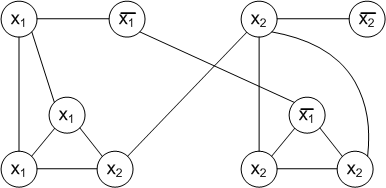 x₁ x̅₁ x₂ x̅₂
x₁ x̅₁
x₁ x₂ x₂ x₂